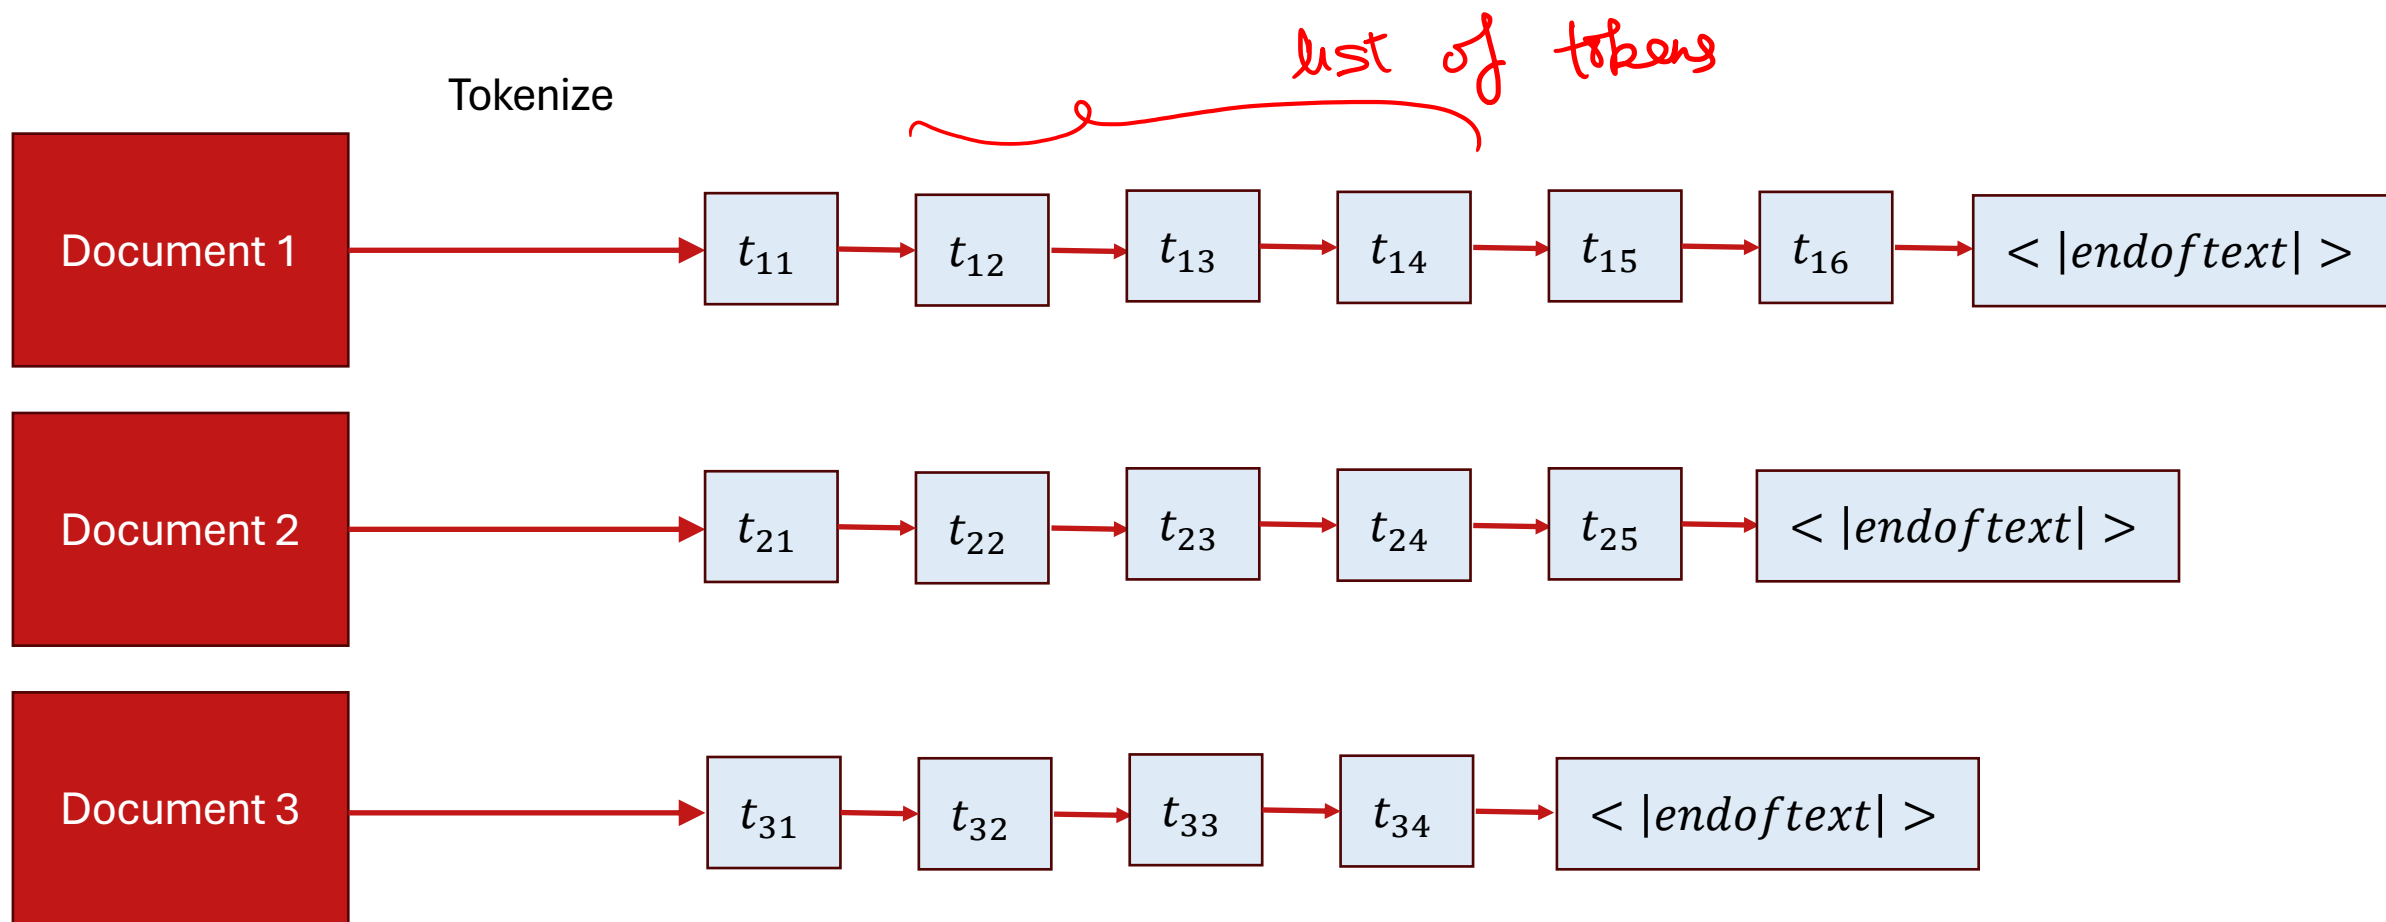 list of tokens
Tokenize
Document 1 t₁₁ t₁₂ t₁₃ t₁₄ t₁₅ t₁₆ < |endoftext| >
Document 2 t₂₁ t₂₂ t₂₃ t₂₄ t₂₅ < |endoftext| >
Document 3 t₃₁ t₃₂ t₃₃ t₃₄ < |endoftext| >